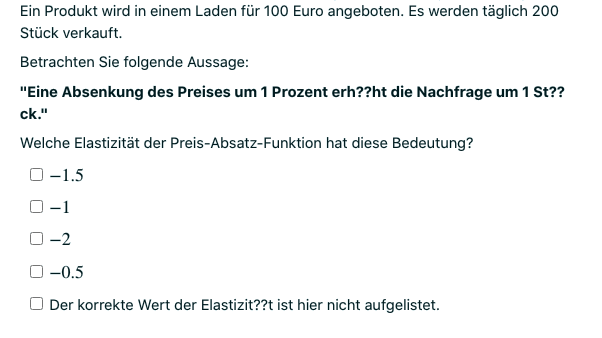 Ein Produkt wird in einem Laden für 100 Euro angeboten. Es werden täglich 200
Stück verkauft.
Betrachten Sie folgende Aussage:
"Eine Absenkung des Preises um 1 Prozent erh??ht die Nachfrage um 1 St??
ck."
Welche Elastizität der Preis-Absatz-Funktion hat diese Bedeutung?
−1.5
−1
−2
−0.5
Der korrekte Wert der Elastizit??t ist hier nicht aufgelistet.